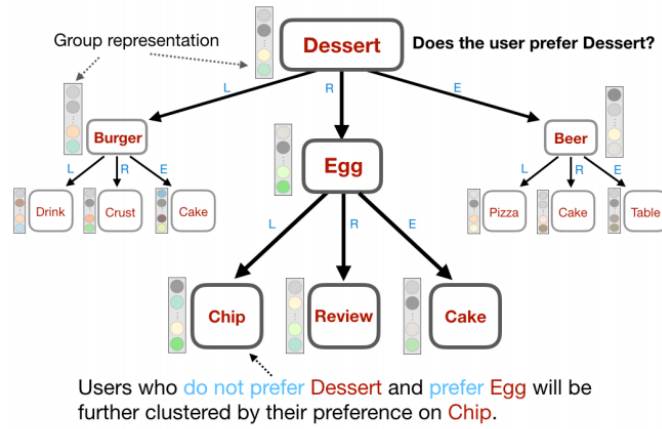 Group representation
Dessert
Does the user prefer Dessert?
L
R
E
Burger
Egg
Beer
L
R
E
L
R
E
L
R
E
Drink
Crust
Cake
Pizza
Cake
Table
Chip
Review
Cake
Users who do not prefer Dessert and prefer Egg will be
further clustered by their preference on Chip.